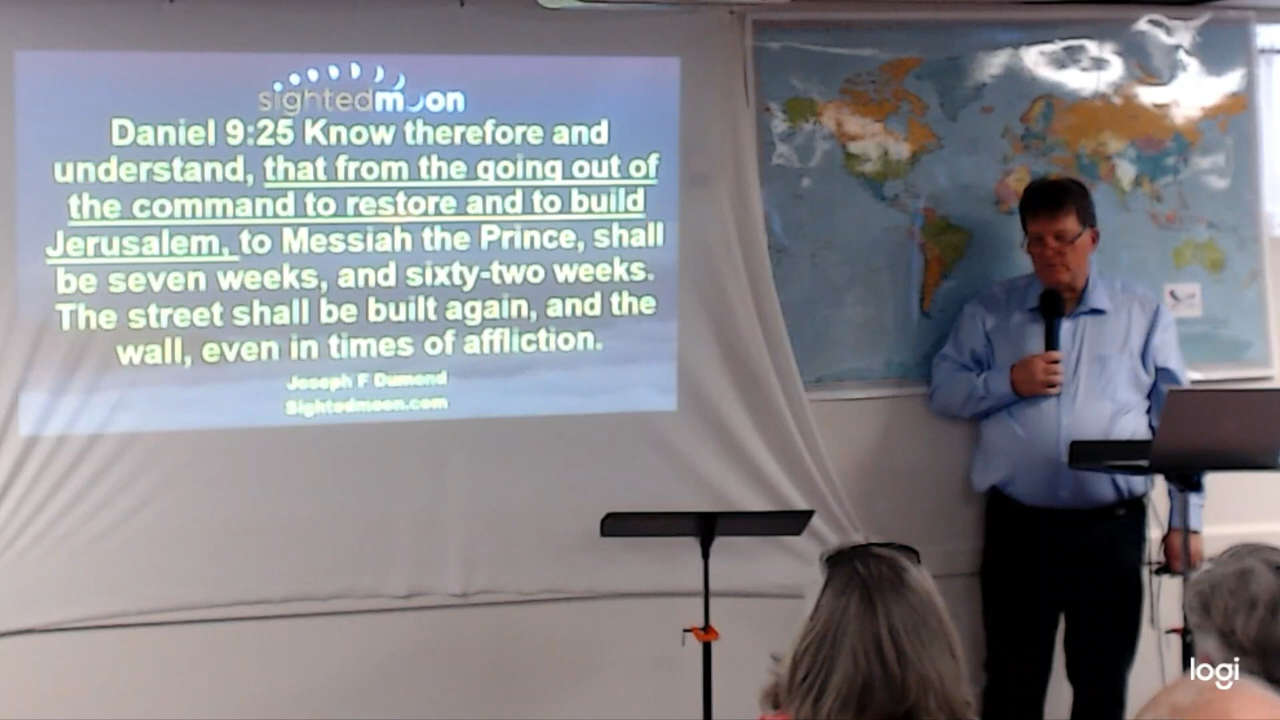 sightedmoon
Daniel 9:25 Know therefore and
understand, that from the going out of
the command to restore and to build
Jerusalem, to Messiah the Prince, shall
be seven weeks, and sixty-two weeks.
The street shall be built again, and the
wall, even in times of affliction.
Joseph F Dumond
Sightedmoon.com
logi